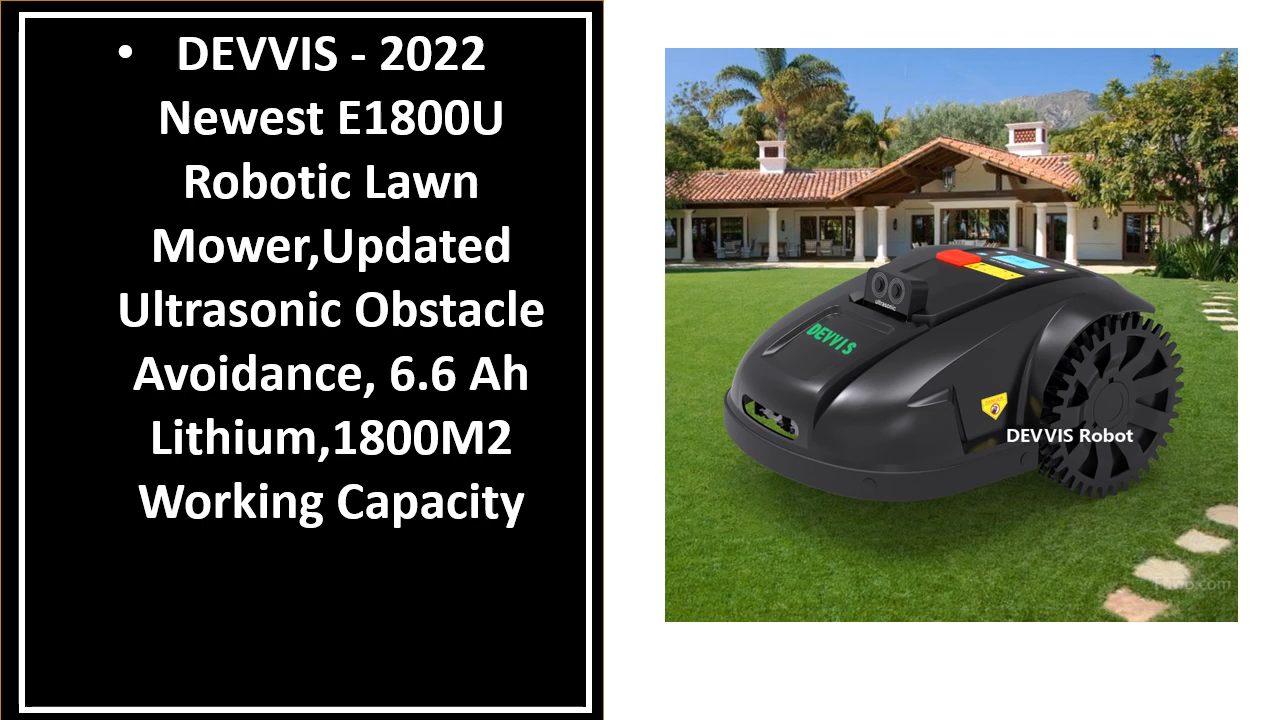 • DEVVIS - 2022
Newest E1800U
Robotic Lawn
Mower,Updated
Ultrasonic Obstacle
Avoidance, 6.6 Ah
Lithium,1800M2
Working Capacity
ultrasonic
DEVVIS
DEVVIS Robot